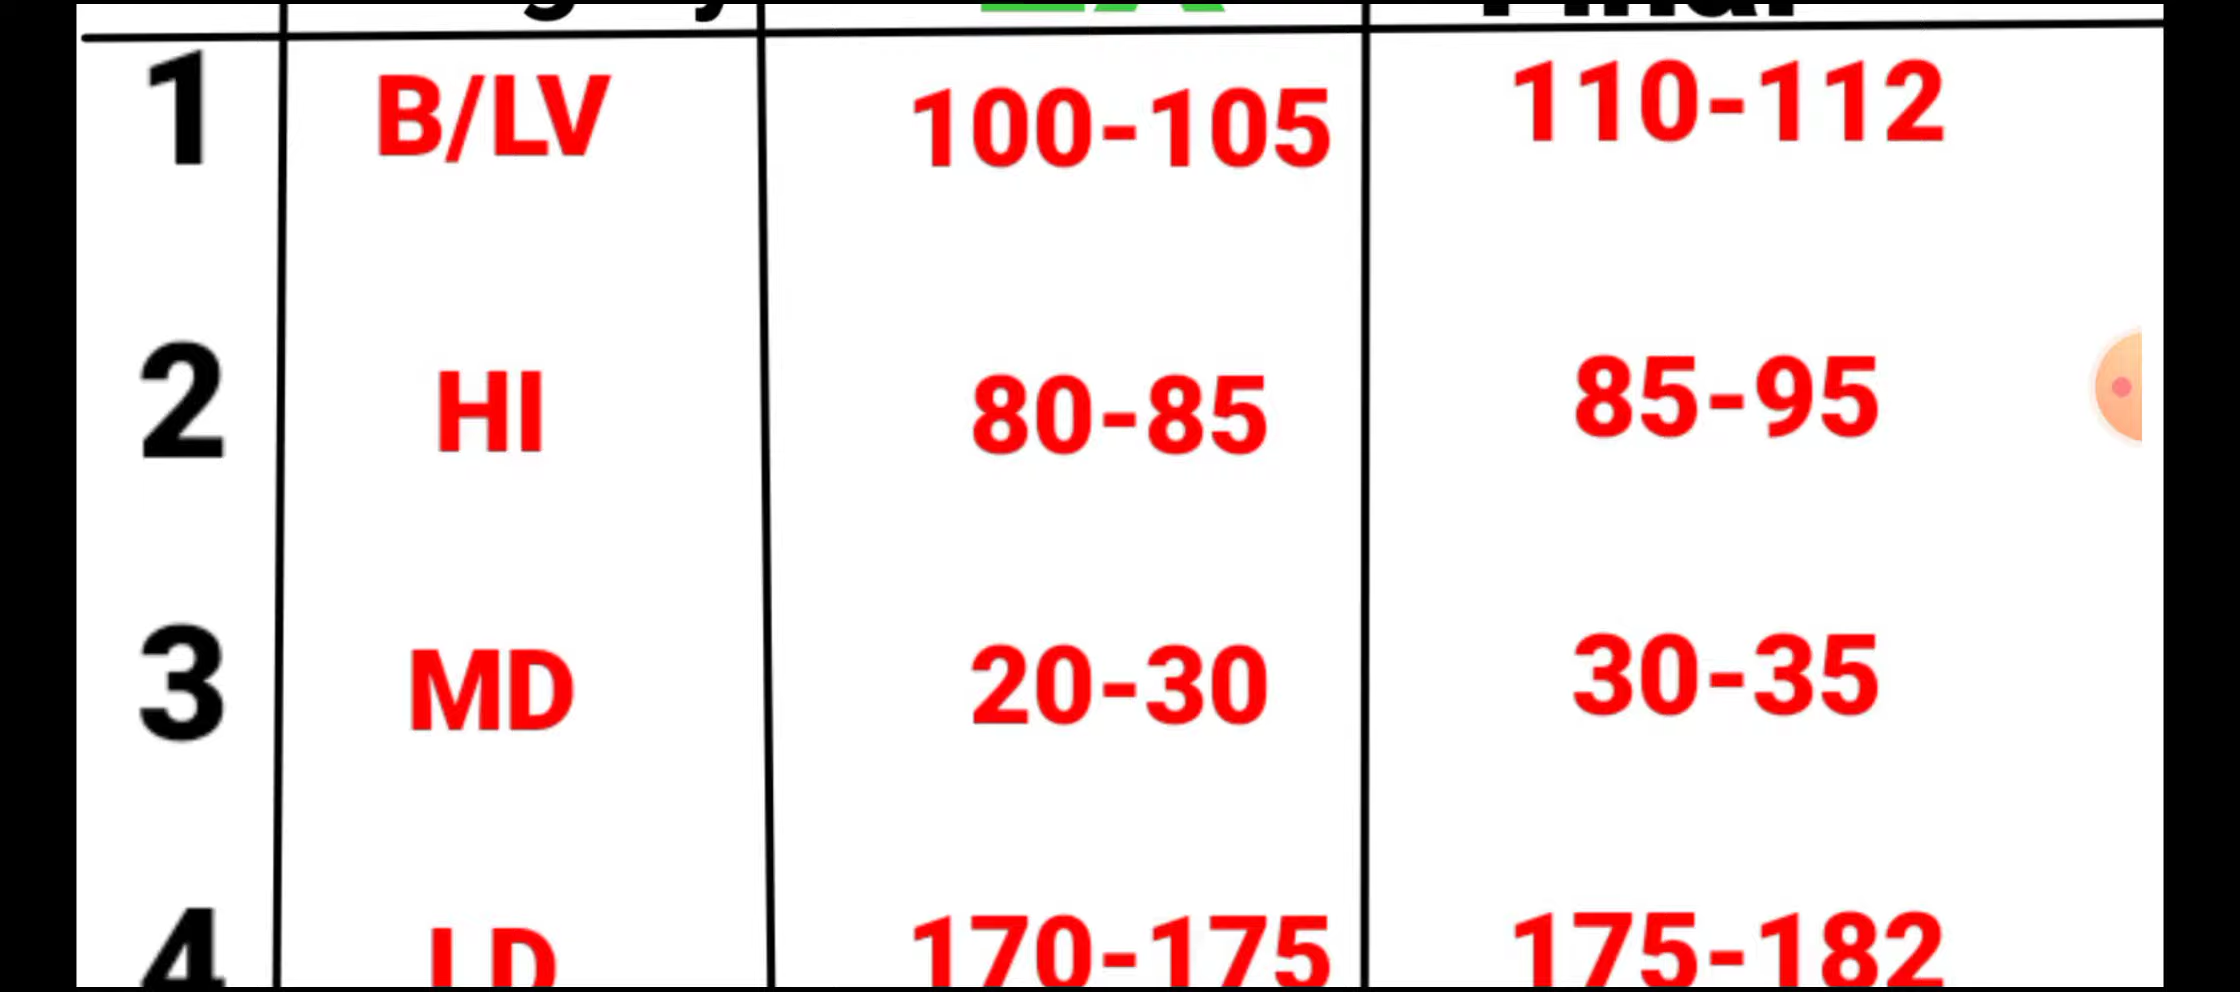 1 B/LV 100-105 110-112
2 HI 80-85 85-95
3 MD 20-30 30-35
4 LD 170-175 175-182